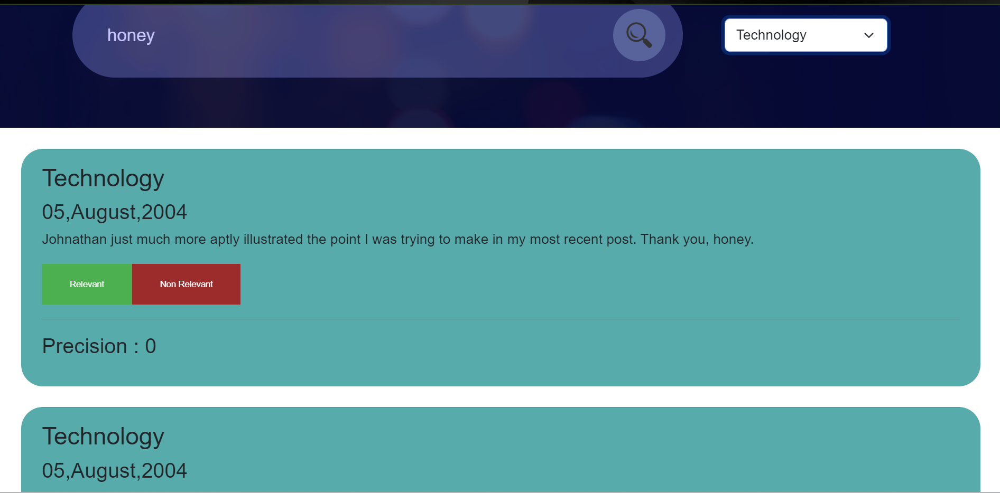 honey
Technology
Technology
05,August,2004
Johnathan just much more aptly illustrated the point I was trying to make in my most recent post. Thank you, honey.
Relevant
Non Relevant
Precision : 0
Technology
05,August,2004